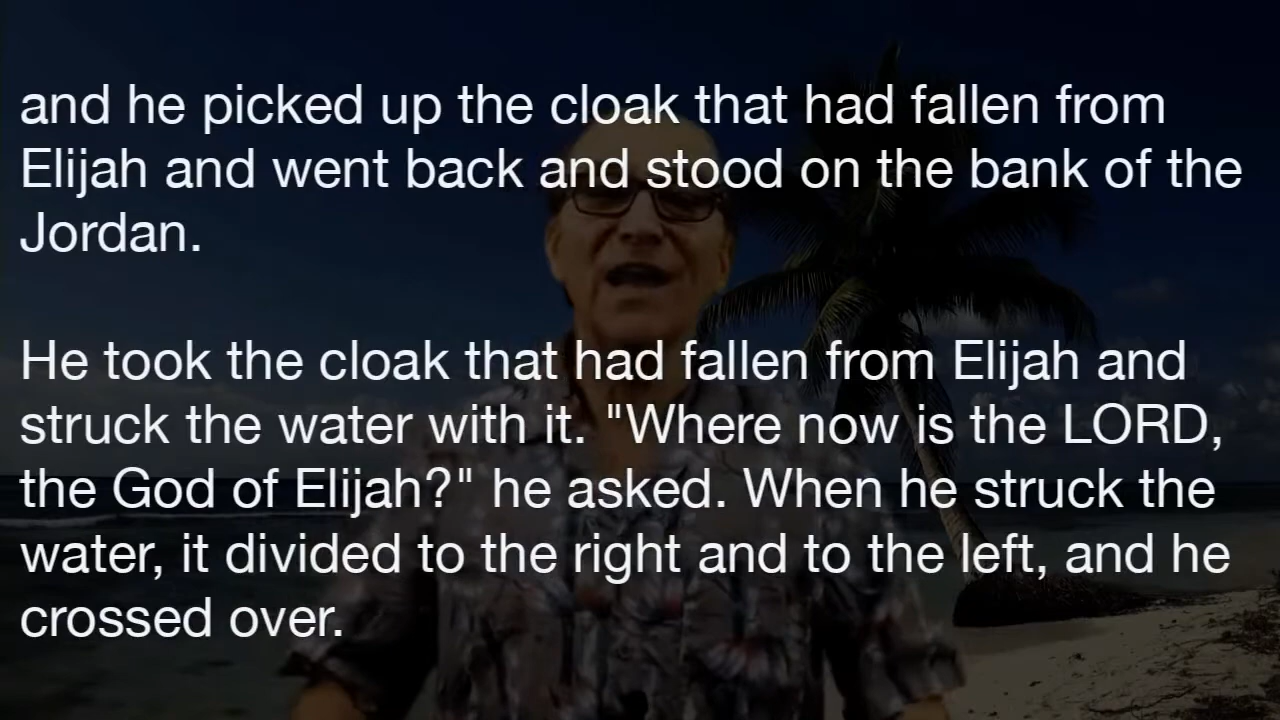 and he picked up the cloak that had fallen from
Elijah and went back and stood on the bank of the
Jordan.
He took the cloak that had fallen from Elijah and
struck the water with it. "Where now is the LORD,
the God of Elijah?" he asked. When he struck the
water, it divided to the right and to the left, and he
crossed over.